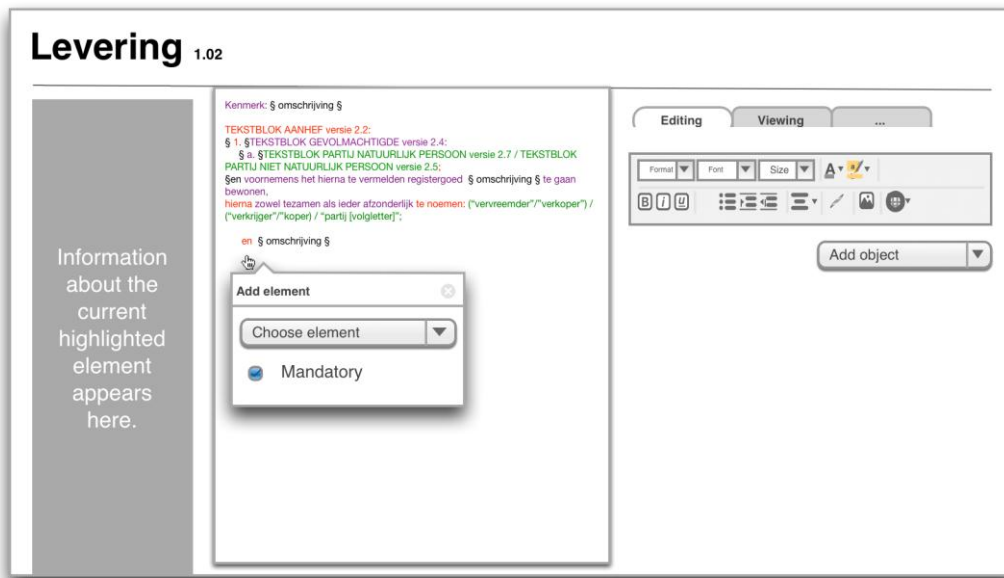 Levering 1.02
Information
about the
current
highlighted
element
appears
here.
Kenmerk: § omschrijving §
TEKSTBLOK AANHEF versie 2.2:
§ 1. §TEKSTBLOK GEVOLMACHTIGDE versie 2.4:
§ a. §TEKSTBLOK PARTIJ NATUURLIJK PERSOON versie 2.7 / TEKSTBLOK
PARTIJ NIET NATUURLIJK PERSOON versie 2.5;
§en voornemens het hierna te vermelden registergoed § omschrijving § te gaan
bewonen,
hierna zowel tezamen als ieder afzonderlijk te noemen: ("vervreemder"/"verkoper") /
("verkrijger"/"koper) / "partij [volgletter]";
en § omschrijving §
Add element
Choose element
Mandatory
Editing Viewing ...
Format Font Size A
B i u
Add object